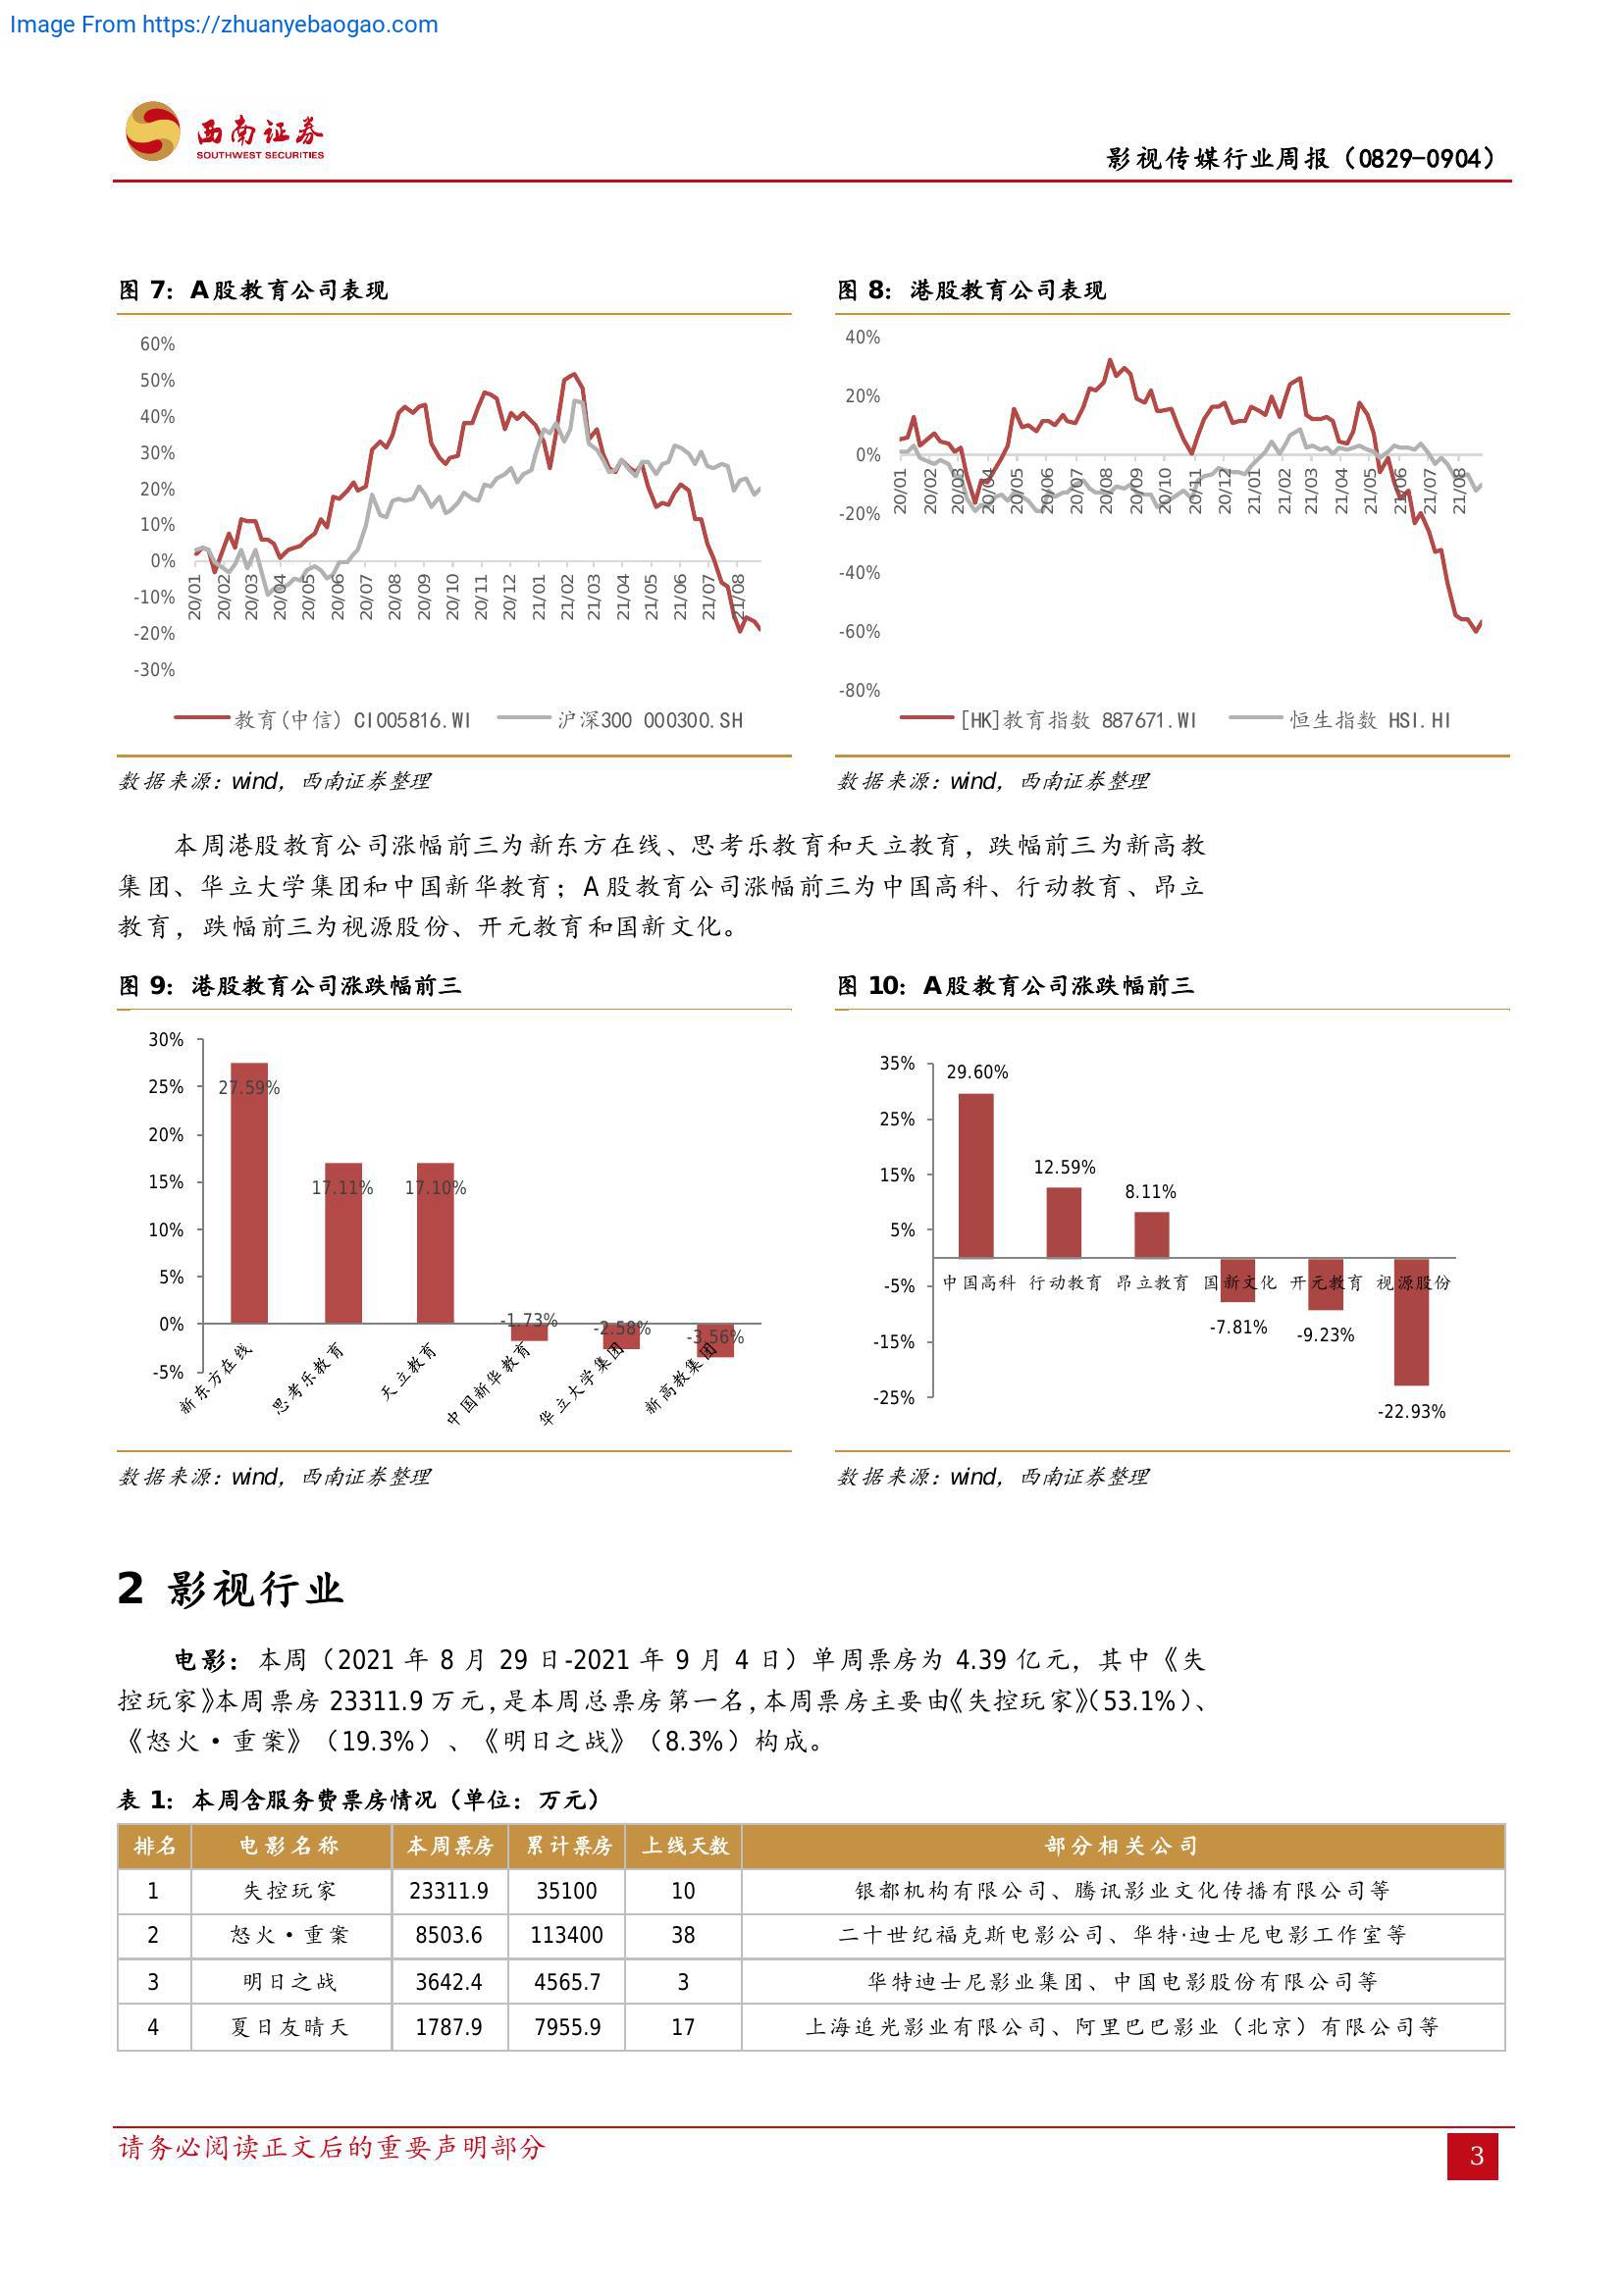 Image From https://zhuanyebaogao.com
西南证券
SOUTHWEST SECURITIES
影视传媒行业周报（0829-0904）
图 7：A 股教育公司表现
60%
50%
40%
30%
20%
10%
0%
-10%
-20%
-30%
20/01 20/02 20/03 20/04 20/05 20/06 20/07 20/08 20/09 20/10 20/11 20/12 21/01 21/02 21/03 21/04 21/05 21/06 21/07 21/08
教育(中信) CI005816.WI 沪深300 000300.SH
数据来源：wind，西南证券整理
图 8：港股教育公司表现
40%
20%
0%
-20%
-40%
-60%
-80%
20/01 20/02 20/03 20/04 20/05 20/06 20/07 20/08 20/09 20/10 20/11 20/12 21/01 21/02 21/03 21/04 21/05 21/06 21/07 21/08
[HK]教育指数 887671.WI 恒生指数 HSI.HI
数据来源：wind，西南证券整理
本周港股教育公司涨幅前三为新东方在线、思考乐教育和天立教育，跌幅前三为新高教
集团、华立大学集团和中国新华教育；A 股教育公司涨幅前三为中国高科、行动教育、昂立
教育，跌幅前三为视源股份、开元教育和国新文化。
图 9：港股教育公司涨跌幅前三
30%
25%
20%
15%
10%
5%
0%
-5%
27.59% 17.11% 17.10% -1.73% -2.58% -3.56%
新东方在线 思考乐教育 天立教育 中国新华教育 华立大学集团 新高教集团
数据来源：wind，西南证券整理
图 10：A 股教育公司涨跌幅前三
35%
25%
15%
5%
-5%
-15%
-25%
29.60% 12.59% 8.11% -7.81% -9.23% -22.93%
中国高科 行动教育 昂立教育 国新文化 开元教育 视源股份
数据来源：wind，西南证券整理
2 影视行业
电影：本周（2021 年 8 月 29 日-2021 年 9 月 4 日）单周票房为 4.39 亿元，其中《失
控玩家》本周票房 23311.9 万元，是本周总票房第一名，本周票房主要由《失控玩家》（53.1%）、
《怒火·重案》（19.3%）、《明日之战》（8.3%）构成。
表 1：本周含服务费票房情况（单位：万元）
排名 电影名称 本周票房 累计票房 上线天数 部分相关公司
1 失控玩家 23311.9 35100 10 银都机构有限公司、腾讯影业文化传播有限公司等
2 怒火·重案 8503.6 113400 38 二十世纪福克斯电影公司、华特·迪士尼电影工作室等
3 明日之战 3642.4 4565.7 3 华特迪士尼影业集团、中国电影股份有限公司等
4 夏日友晴天 1787.9 7955.9 17 上海追光影业有限公司、阿里巴巴影业（北京）有限公司等
请务必阅读正文后的重要声明部分
3